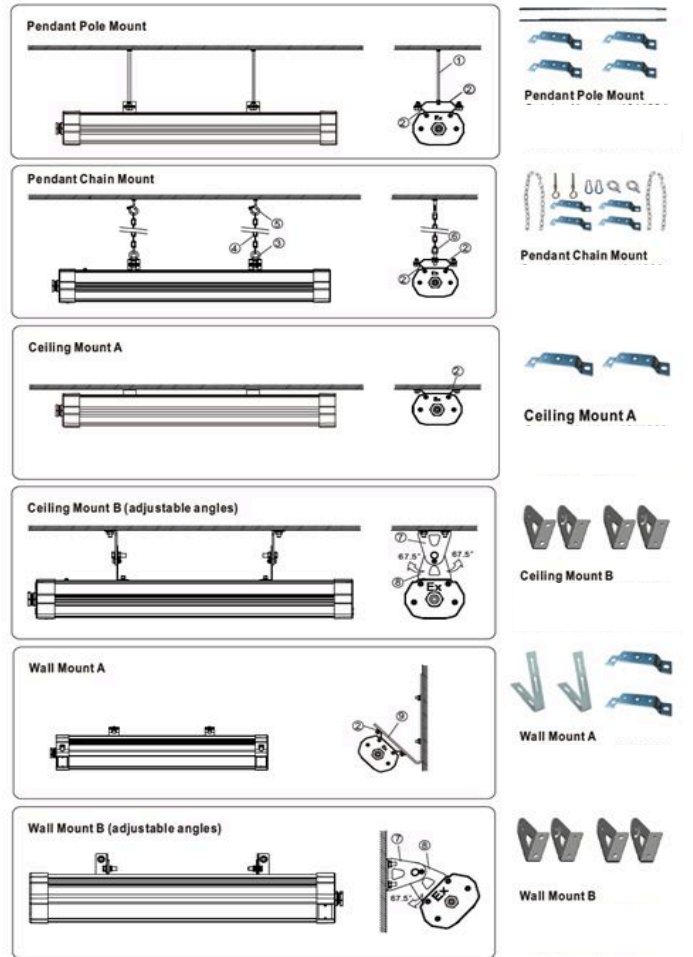 Pendant Pole Mount
①
②
②
Ex
Pendant Pole Mount
Pendant Chain Mount
⑤
④
③
⑥
②
②
Ex
Pendant Chain Mount
Ceiling Mount A
②
Ex
Ceiling Mount A
Ceiling Mount B (adjustable angles)
⑦
67.5°
67.5°
⑧
Ex
Ceiling Mount B
Wall Mount A
②
⑨
Ex
Wall Mount A
Wall Mount B (adjustable angles)
⑦
⑧
67.5°
Ex
Wall Mount B